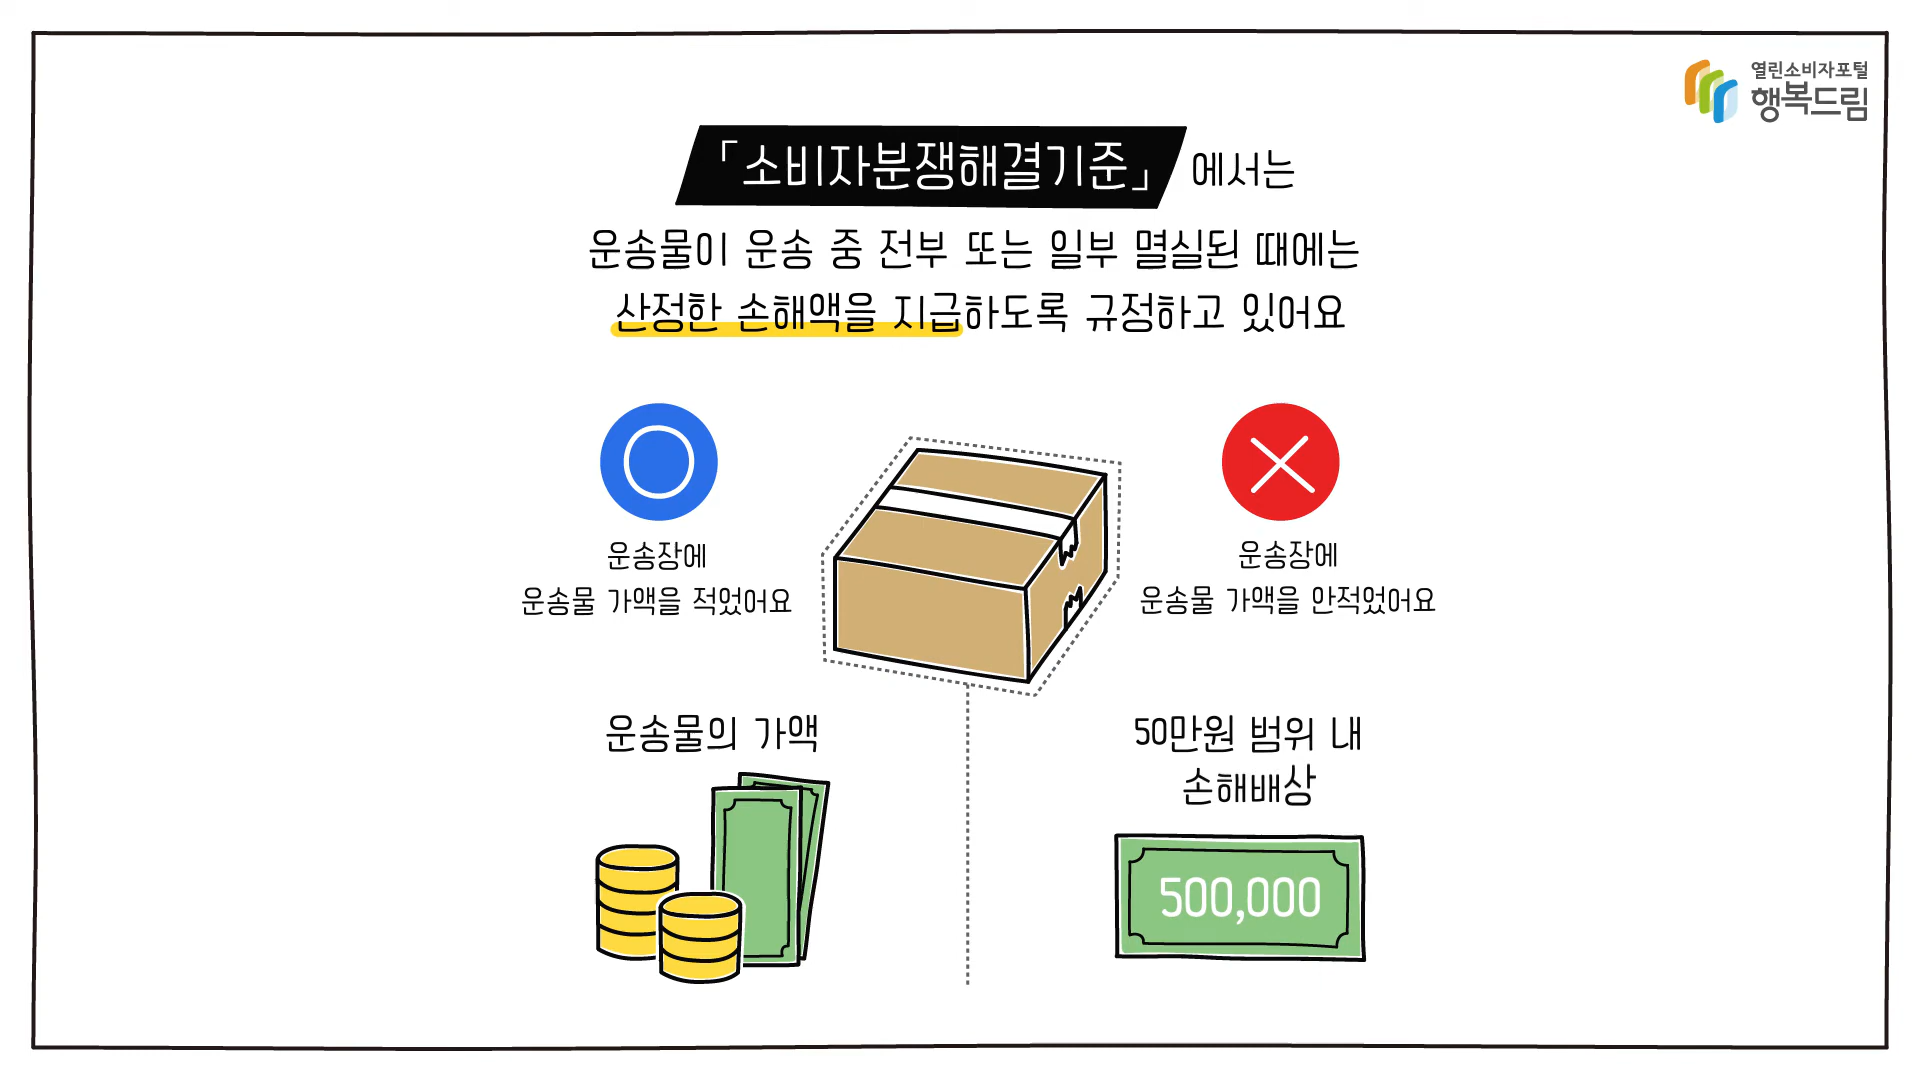 열린소비자포털
행복드림
「소비자분쟁해결기준」에서는
운송물이 운송 중 전부 또는 일부 멸실된 때에는
산정한 손해액을 지급하도록 규정하고 있어요
운송장에
운송물 가액을 적었어요
운송장에
운송물 가액을 안적었어요
운송물의 가액
50만원 범위 내
손해배상
500,000